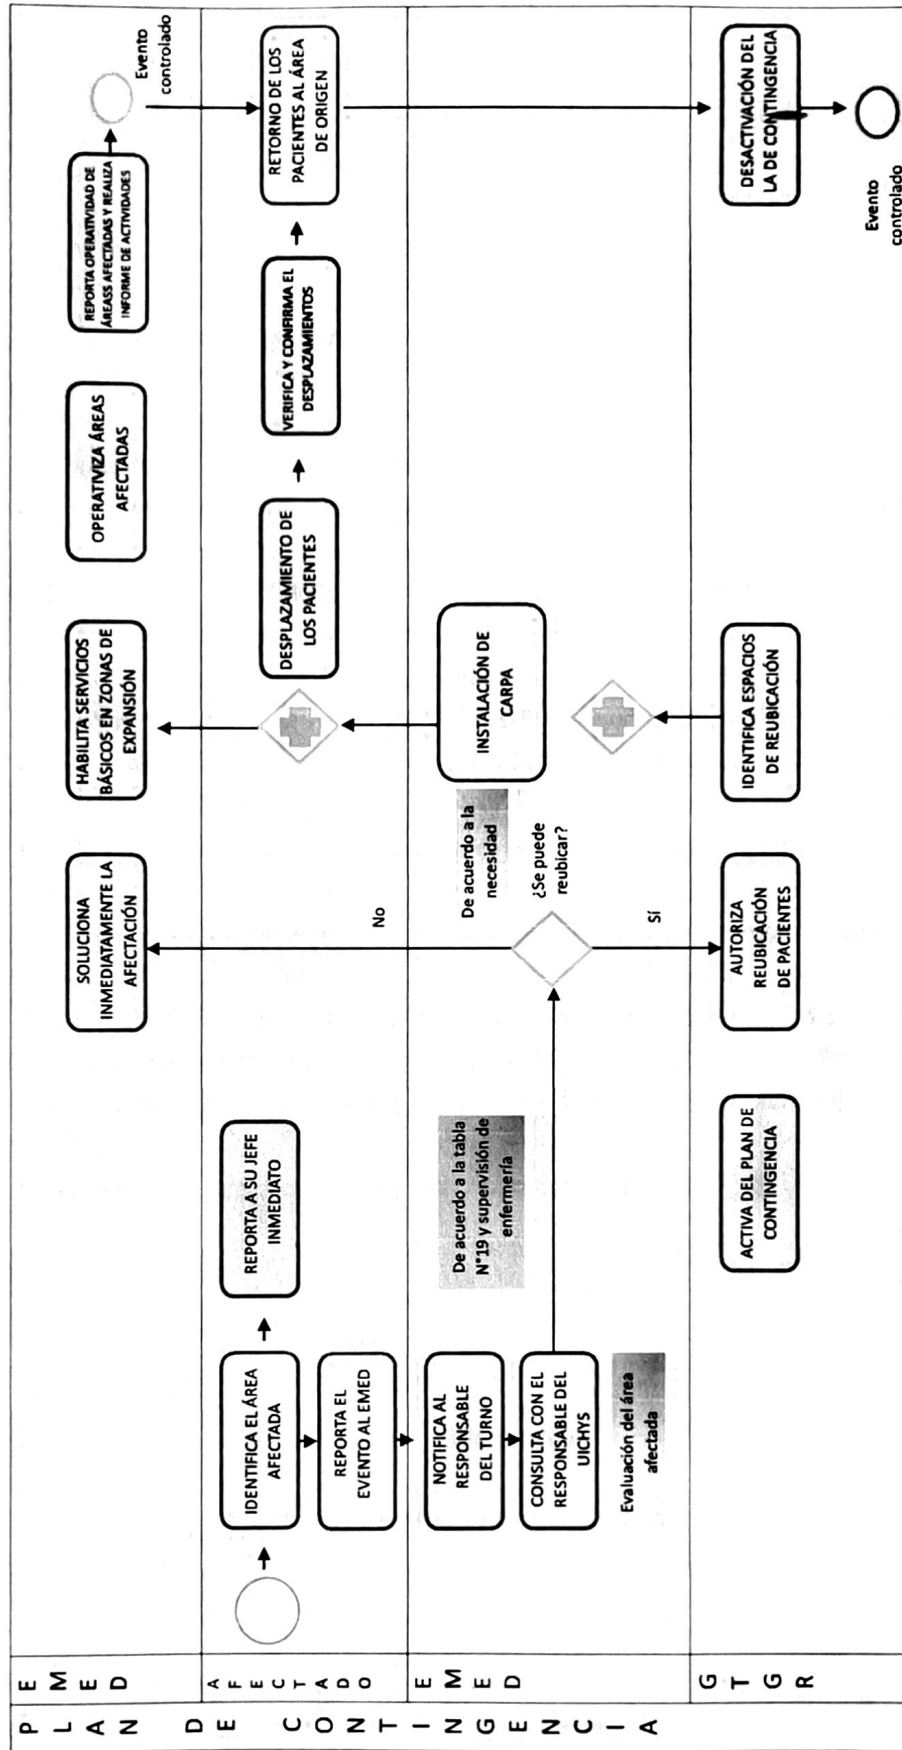 PLAN DE CONTINGENCIA
EMED
SOLUCIONA
INMEDIATAMENTE LA
AFECTACIÓN
HABILITA SERVICIOS
BÁSICOS EN ZONAS DE
EXPANSIÓN
OPERATIVIZA ÁREAS
AFECTADAS
REPORTA OPERATIVIDAD DE
ÁREASS AFECTADAS Y REALIZA
INFORME DE ACTIVIDADES
Evento
controlado
AFECTADO
IDENTIFICA EL ÁREA
AFECTADA
REPORTA A SU JEFE
INMEDIATO
REPORTA EL
EVENTO AL EMED
No
DESPLAZAMIENTO DE
LOS PACIENTES
VERIFICA Y CONFIRMA EL
DESPLAZAMIENTOS
RETORNO DE LOS
PACIENTES AL ÁREA
DE ORIGEN
EMED
NOTIFICA AL
RESPONSABLE
DEL TURNO
CONSULTA CON EL
RESPONSABLE DEL
UICHYS
Evaluación del área
afectada
De acuerdo a la tabla
N°19 y supervisión de
enfermería
De acuerdo a la
necesidad
¿Se puede
reubicar?
Sí
INSTALACIÓN DE
CARPA
GTGR
ACTIVA DEL PLAN DE
CONTINGENCIA
AUTORIZA
REUBICACIÓN
DE PACIENTES
IDENTIFICA ESPACIOS
DE REUBICACIÓN
DESACTIVACIÓN DEL
LA DE CONTINGENCIA
Evento
controlado